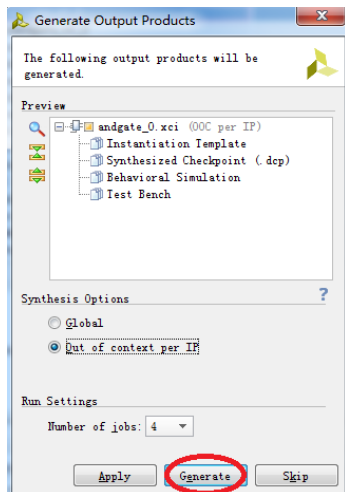 Generate Output Products
The following output products will be
generated.
Preview
andgate_0.xci (OOC per IP)
Instantiation Template
Synthesized Checkpoint (.dcp)
Behavioral Simulation
Test Bench
Synthesis Options
?
Global
Out of context per IP
Run Settings
Number of jobs: 4
Apply Generate Skip